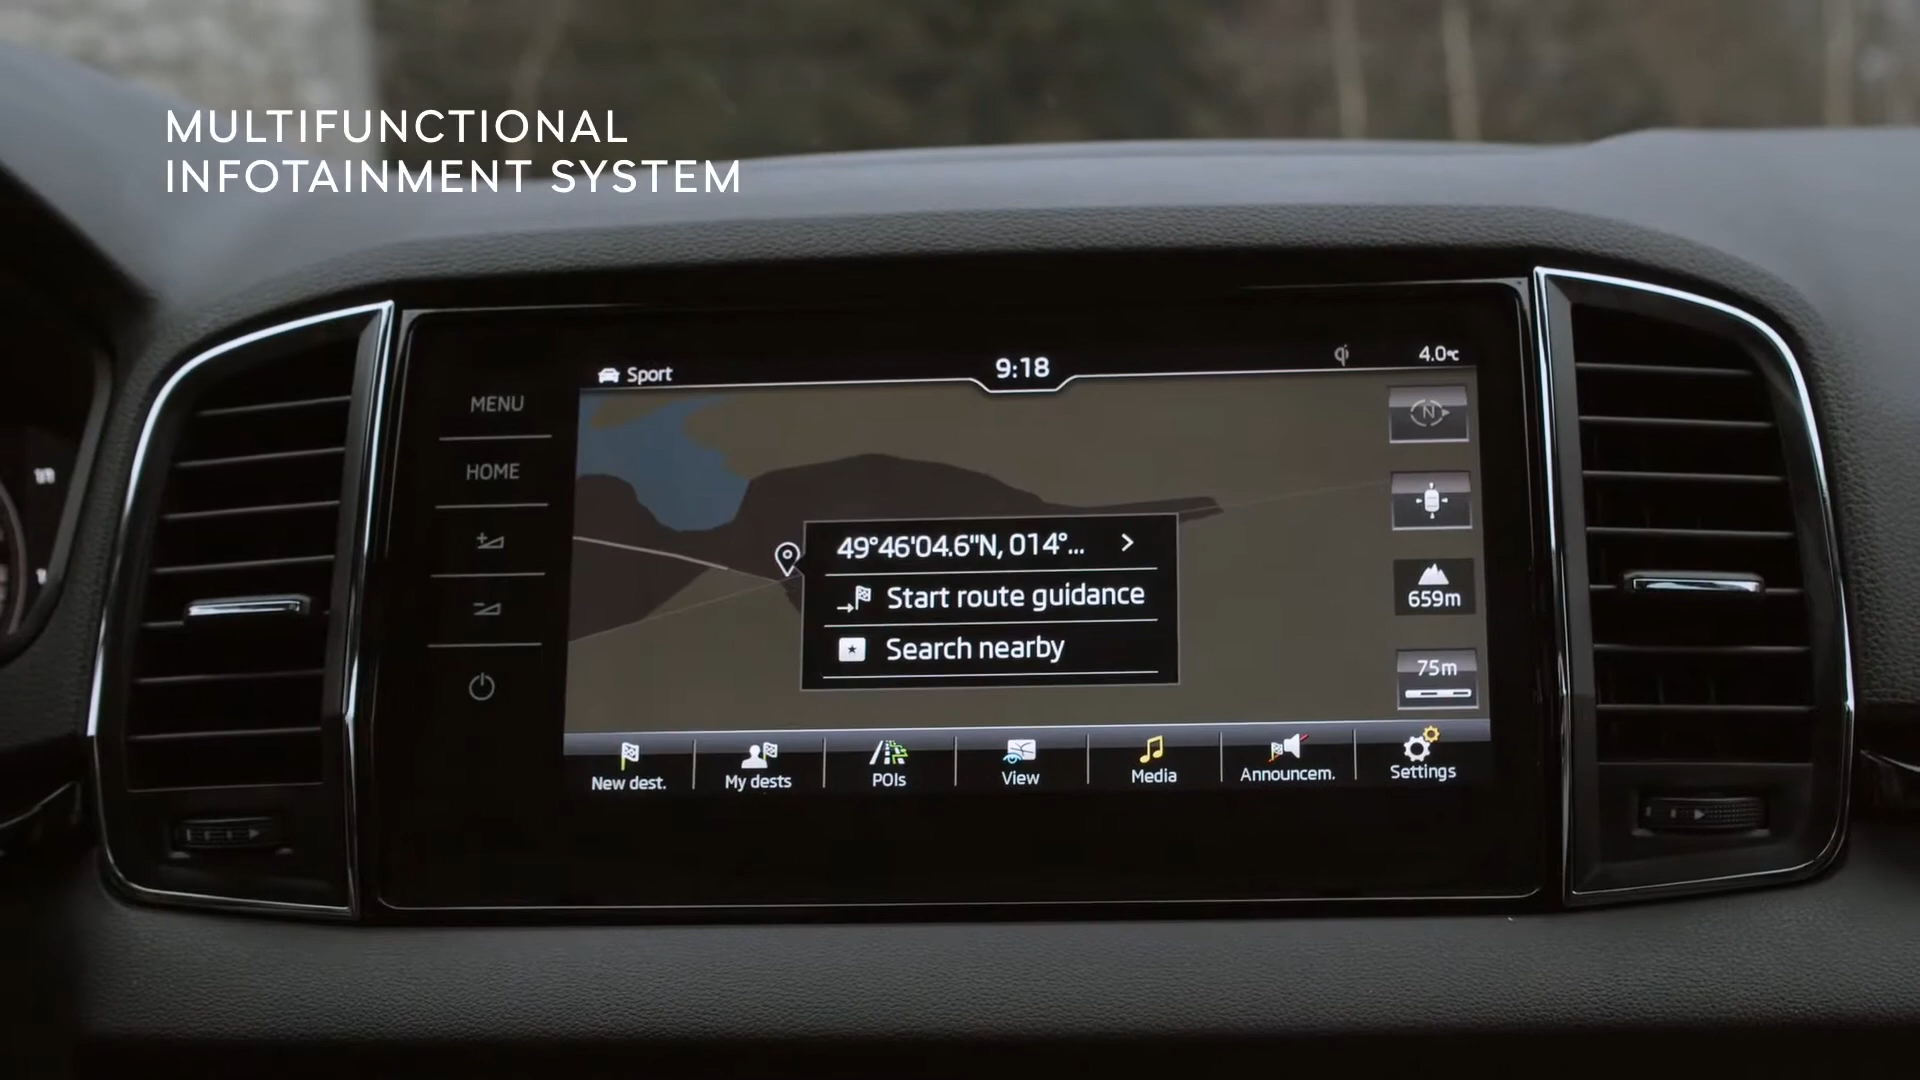 MULTIFUNCTIONAL
INFOTAINMENT SYSTEM
Sport
9:18
qi
4.0°C
MENU
HOME
N
49°46'04.6"N, 014°...
Start route guidance
Search nearby
659m
75m
New dest.
My dests
POIs
View
Media
Announcem.
Settings